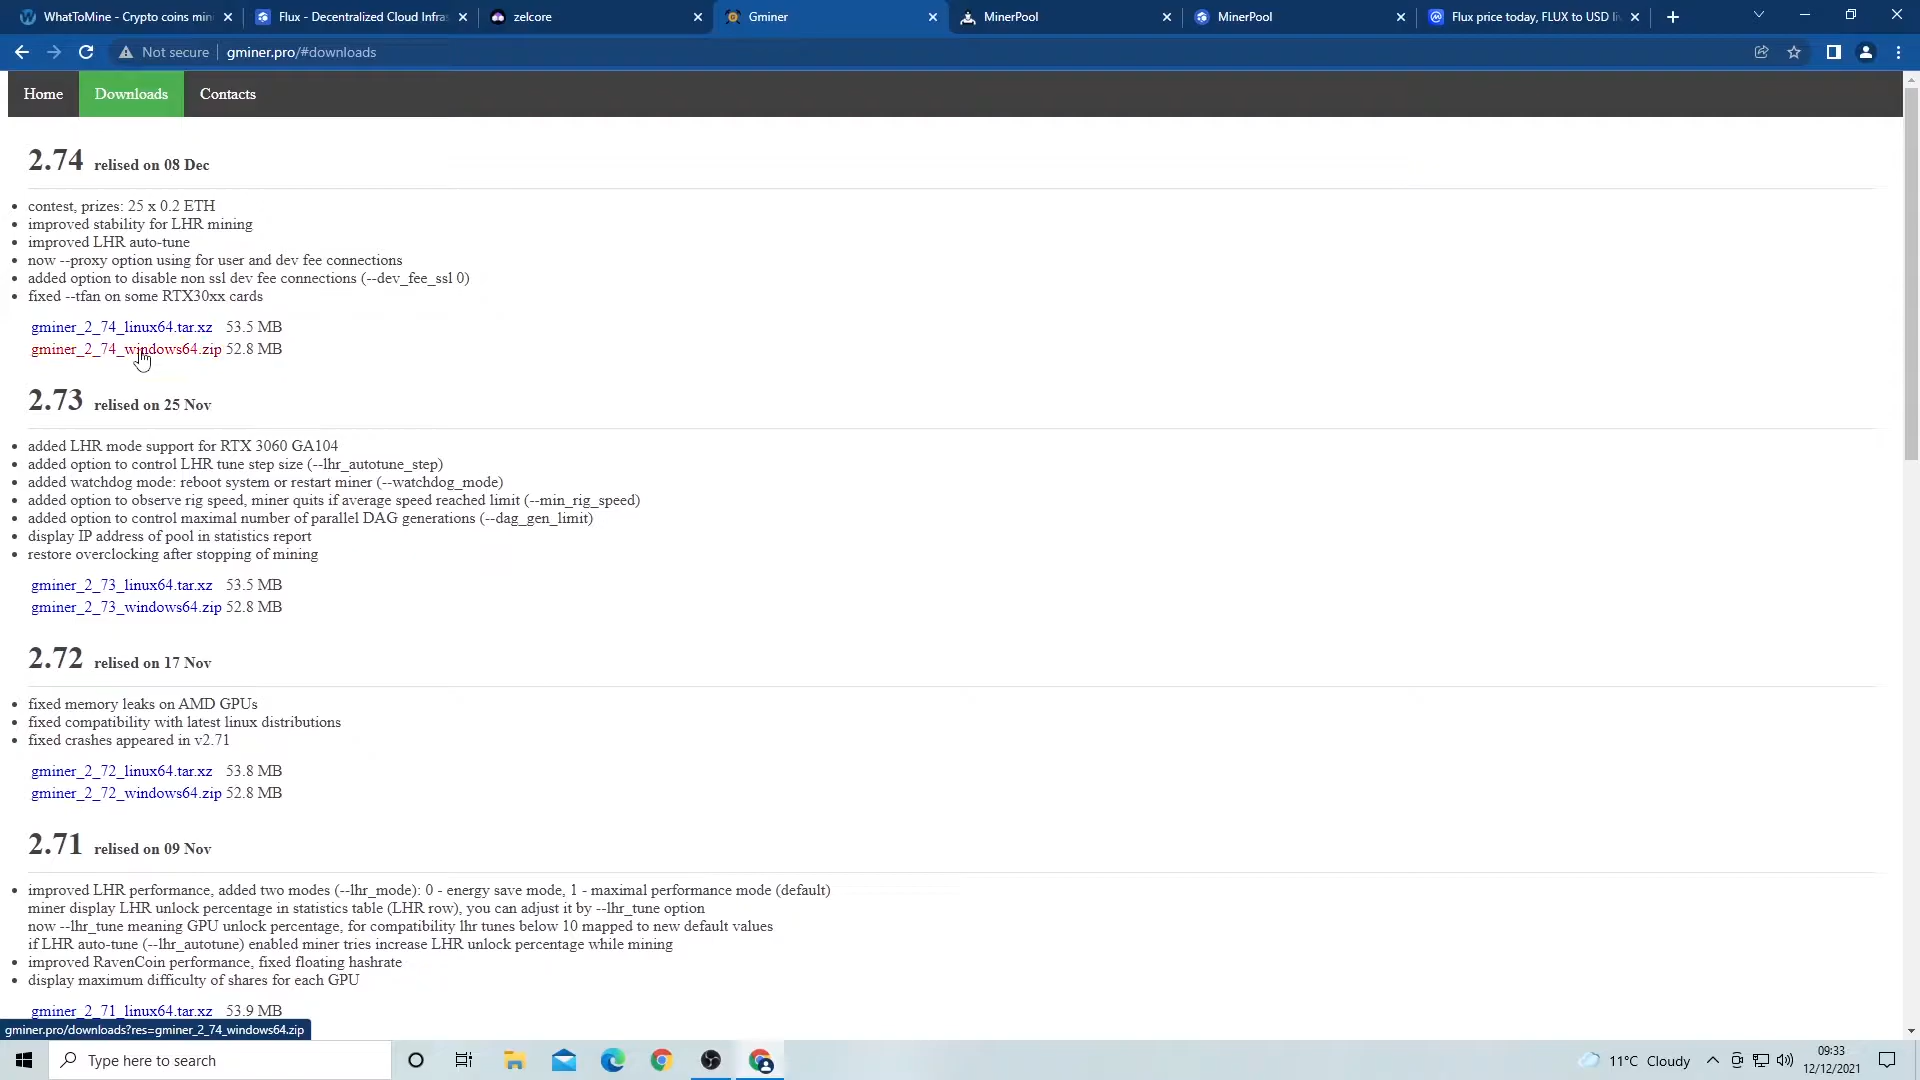 WhatToMine - Crypto coins min
Flux - Decentralized Cloud Infras
zelcore
Gminer
MinerPool
MinerPool
Flux price today, FLUX to USD li
Not secure
gminer.pro/#downloads
Home
Downloads
Contacts
2.74 relised on 08 Dec
contest, prizes: 25 x 0.2 ETH
improved stability for LHR mining
improved LHR auto-tune
now --proxy option using for user and dev fee connections
added option to disable non ssl dev fee connections (--dev_fee_ssl 0)
fixed --tfan on some RTX30xx cards
gminer_2_74_linux64.tar.xz 53.5 MB
gminer_2_74_windows64.zip 52.8 MB
2.73 relised on 25 Nov
added LHR mode support for RTX 3060 GA104
added option to control LHR tune step size (--lhr_autotune_step)
added watchdog mode: reboot system or restart miner (--watchdog_mode)
added option to observe rig speed, miner quits if average speed reached limit (--min_rig_speed)
added option to control maximal number of parallel DAG generations (--dag_gen_limit)
display IP address of pool in statistics report
restore overclocking after stopping of mining
gminer_2_73_linux64.tar.xz 53.5 MB
gminer_2_73_windows64.zip 52.8 MB
2.72 relised on 17 Nov
fixed memory leaks on AMD GPUs
fixed compatibility with latest linux distributions
fixed crashes appeared in v2.71
gminer_2_72_linux64.tar.xz 53.8 MB
gminer_2_72_windows64.zip 52.8 MB
2.71 relised on 09 Nov
improved LHR performance, added two modes (--lhr_mode): 0 - energy save mode, 1 - maximal performance mode (default)
miner display LHR unlock percentage in statistics table (LHR row), you can adjust it by --lhr_tune option
now --lhr_tune meaning GPU unlock percentage, for compatibility lhr tunes below 10 mapped to new default values
if LHR auto-tune (--lhr_autotune) enabled miner tries increase LHR unlock percentage while mining
improved RavenCoin performance, fixed floating hashrate
display maximum difficulty of shares for each GPU
gminer_2_71_linux64.tar.xz 53.9 MB
gminer.pro/downloads?res=gminer_2_74_windows64.zip
Type here to search
11°C Cloudy
09:33
12/12/2021